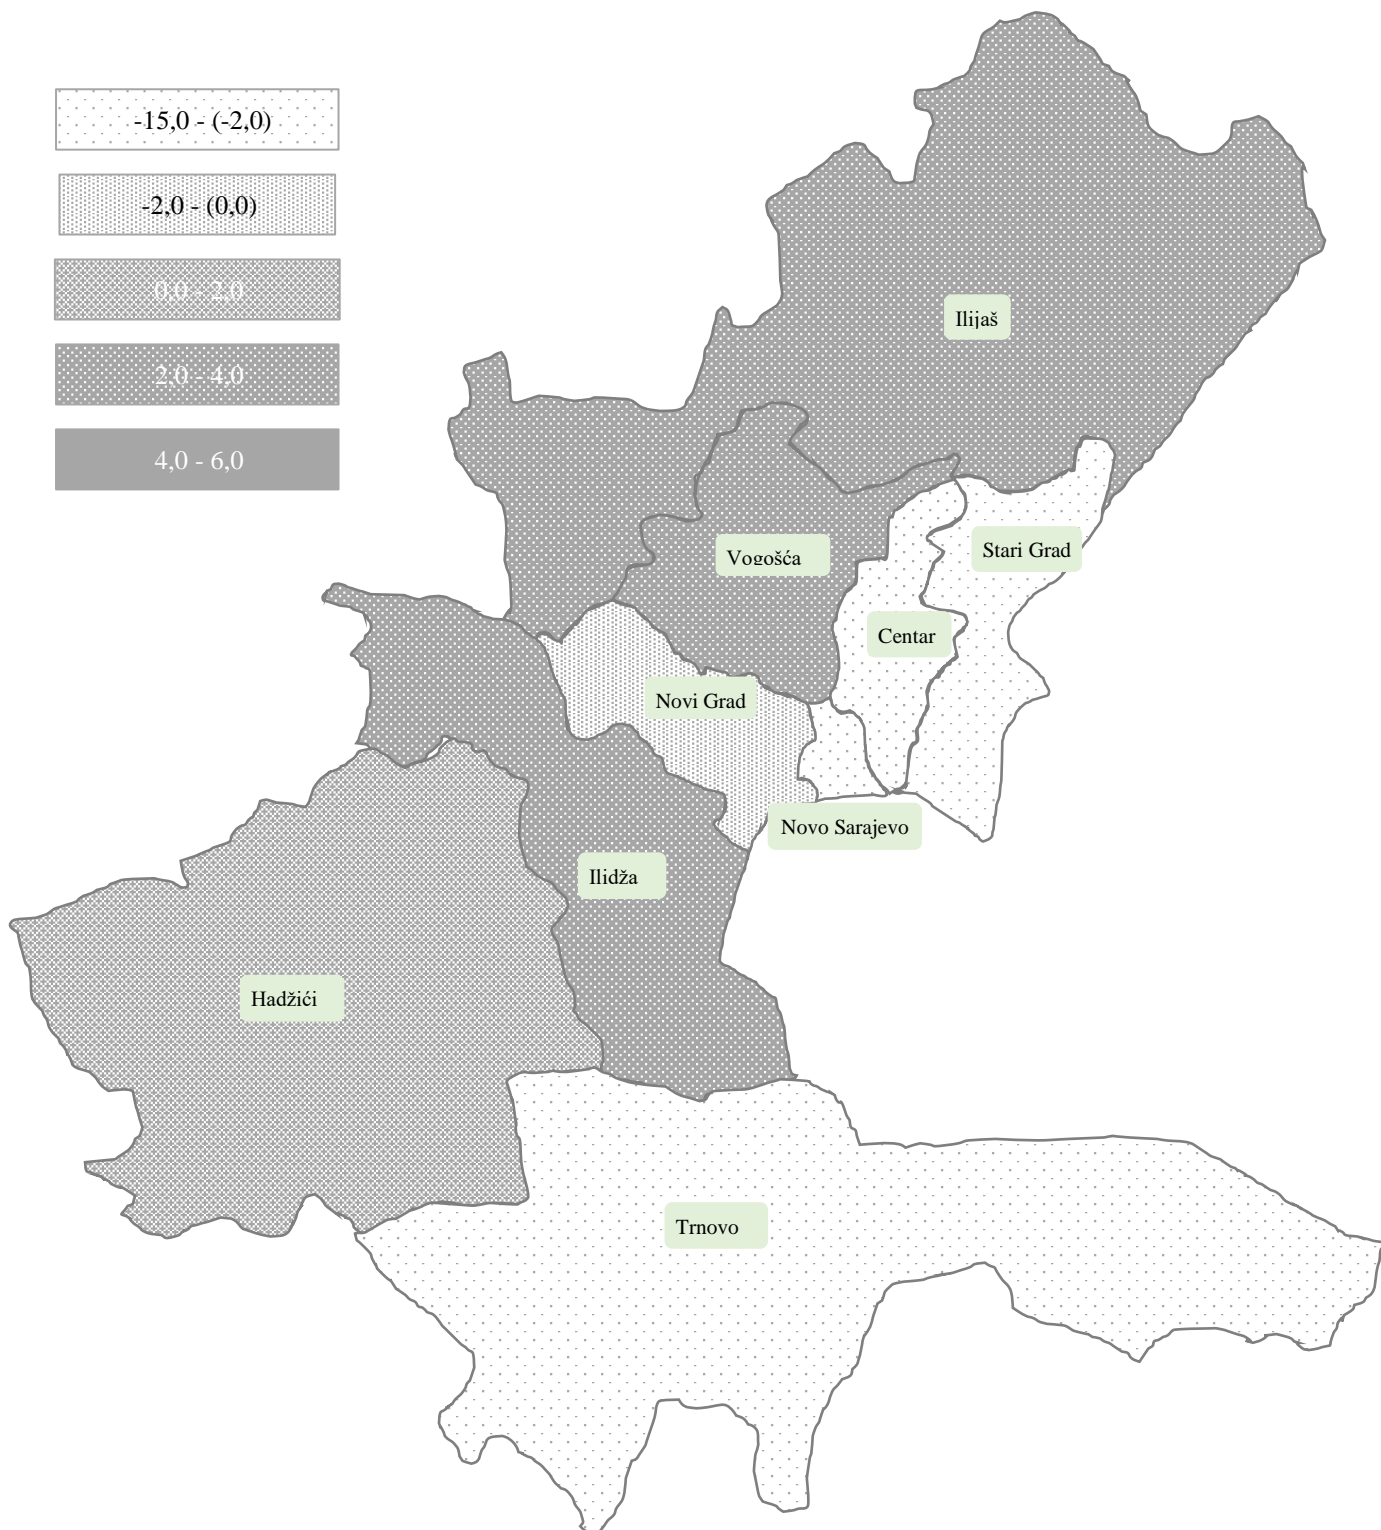 -15,0 - (-2,0)
-2,0 - (0,0)
0,0 - 2,0
2,0 - 4,0
4,0 - 6,0
Ilijaš
Stari Grad
Vogošća
Centar
Novi Grad
Novo Sarajevo
Ilidža
Hadžići
Trnovo